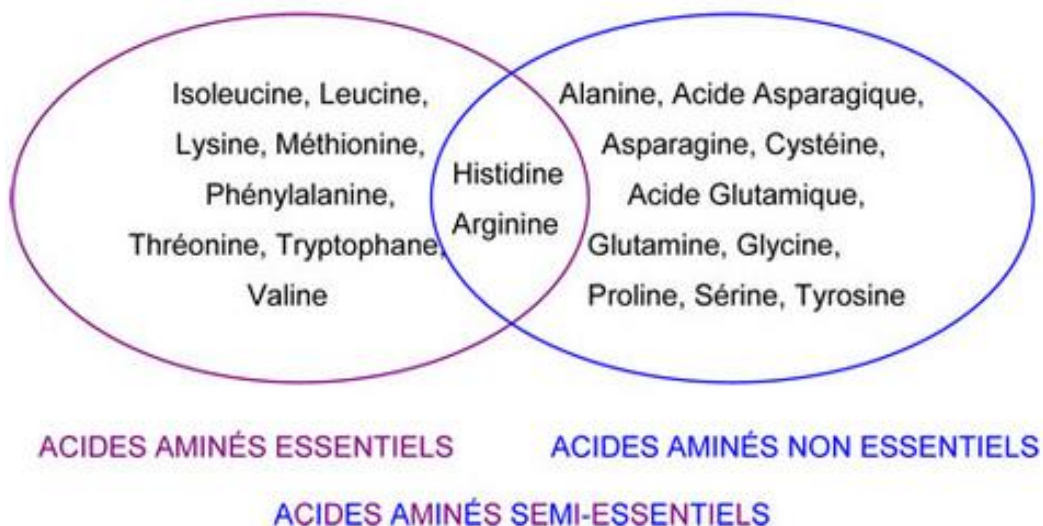 Isoleucine, Leucine,
Lysine, Méthionine,
Phénylalanine,
Thréonine, Tryptophane,
Valine
Histidine
Arginine
Alanine, Acide Asparagique,
Asparagine, Cystéine,
Acide Glutamique,
Glutamine, Glycine,
Proline, Sérine, Tyrosine
ACIDES AMINÉS ESSENTIELS
ACIDES AMINÉS NON ESSENTIELS
ACIDES AMINÉS SEMI-ESSENTIELS